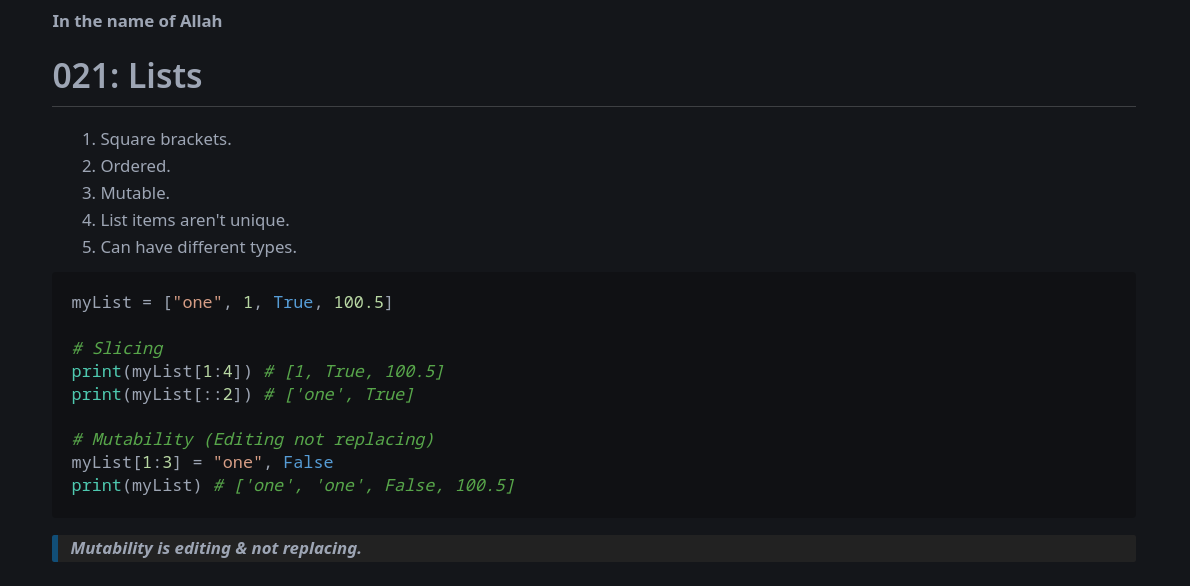 In the name of Allah
021: Lists
1. Square brackets.
2. Ordered.
3. Mutable.
4. List items aren't unique.
5. Can have different types.
myList = ["one", 1, True, 100.5]
# Slicing
print(myList[1:4]) # [1, True, 100.5]
print(myList[::2]) # ['one', True]
# Mutability (Editing not replacing)
myList[1:3] = "one", False
print(myList) # ['one', 'one', False, 100.5]
Mutability is editing & not replacing.